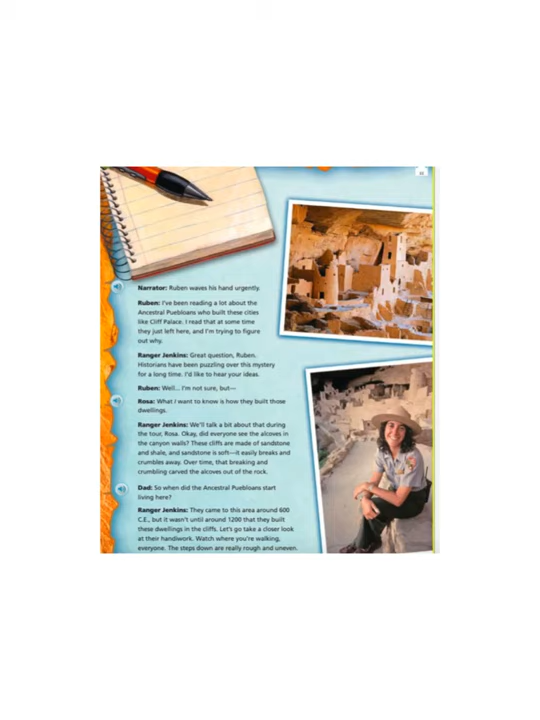 Narrator: Ruben waves his hand urgently.
Ruben: I've been reading a lot about the
Ancestral Puebloans who built these cities
like Cliff Palace. I read that at some time
they just left here, and I'm trying to figure
out why.
Ranger Jenkins: Great question, Ruben.
Historians have been puzzling over this mystery
for a long time. I'd like to hear your ideas.
Ruben: Well... I'm not sure, but—
Rosa: What I want to know is how they built those
dwellings.
Ranger Jenkins: We'll talk a bit about that during
the tour, Rosa. Okay, did everyone see the alcoves in
the canyon walls? These cliffs are made of sandstone
and shale, and sandstone is soft—it easily breaks and
crumbles away. Over time, that breaking and
crumbling carved the alcoves out of the rock.
Dad: So when did the Ancestral Puebloans start
living here?
Ranger Jenkins: They came to this area around 600
C.E., but it wasn't until around 1200 that they built
these dwellings in the cliffs. Let's go take a closer look
at their handiwork. Watch where you're walking,
everyone. The steps down are really rough and uneven.